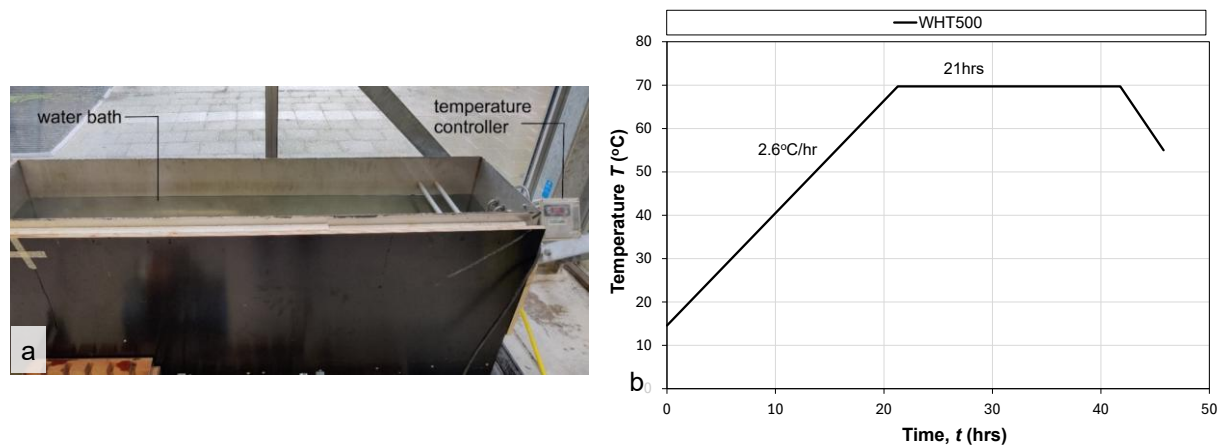 water bath
temperature
controller
a
WHT500
80
70
60
50
40
30
20
10
0
Temperature T (°C)
21hrs
2.6°C/hr
b
0
10
20
30
40
50
Time, t (hrs)